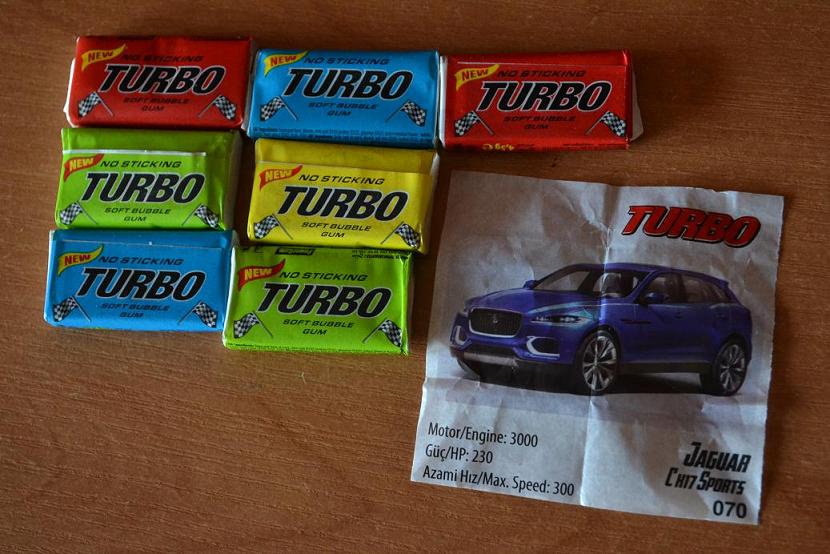 NEW
NO STICKING
TURBO
SOFT BUBBLE
GUM
NEW
NO STICKING
TURBO
SOFT BUBBLE
GUM
NEW
NO STICKING
TURBO
SOFT BUBBLE
GUM
NEW
NO STICKING
TURBO
SOFT BUBBLE
GUM
NEW
NO STICKING
TURBO
SOFT BUBBLE
GUM
NEW
NO STICKING
TURBO
SOFT BUBBLE
GUM
NEW
NO STICKING
TURBO
SOFT BUBBLE
GUM
TURBO
Motor/Engine: 3000
Güç/HP: 230
Azami Hız/Max. Speed: 300
JAGUAR
C X17 SPORTS
070